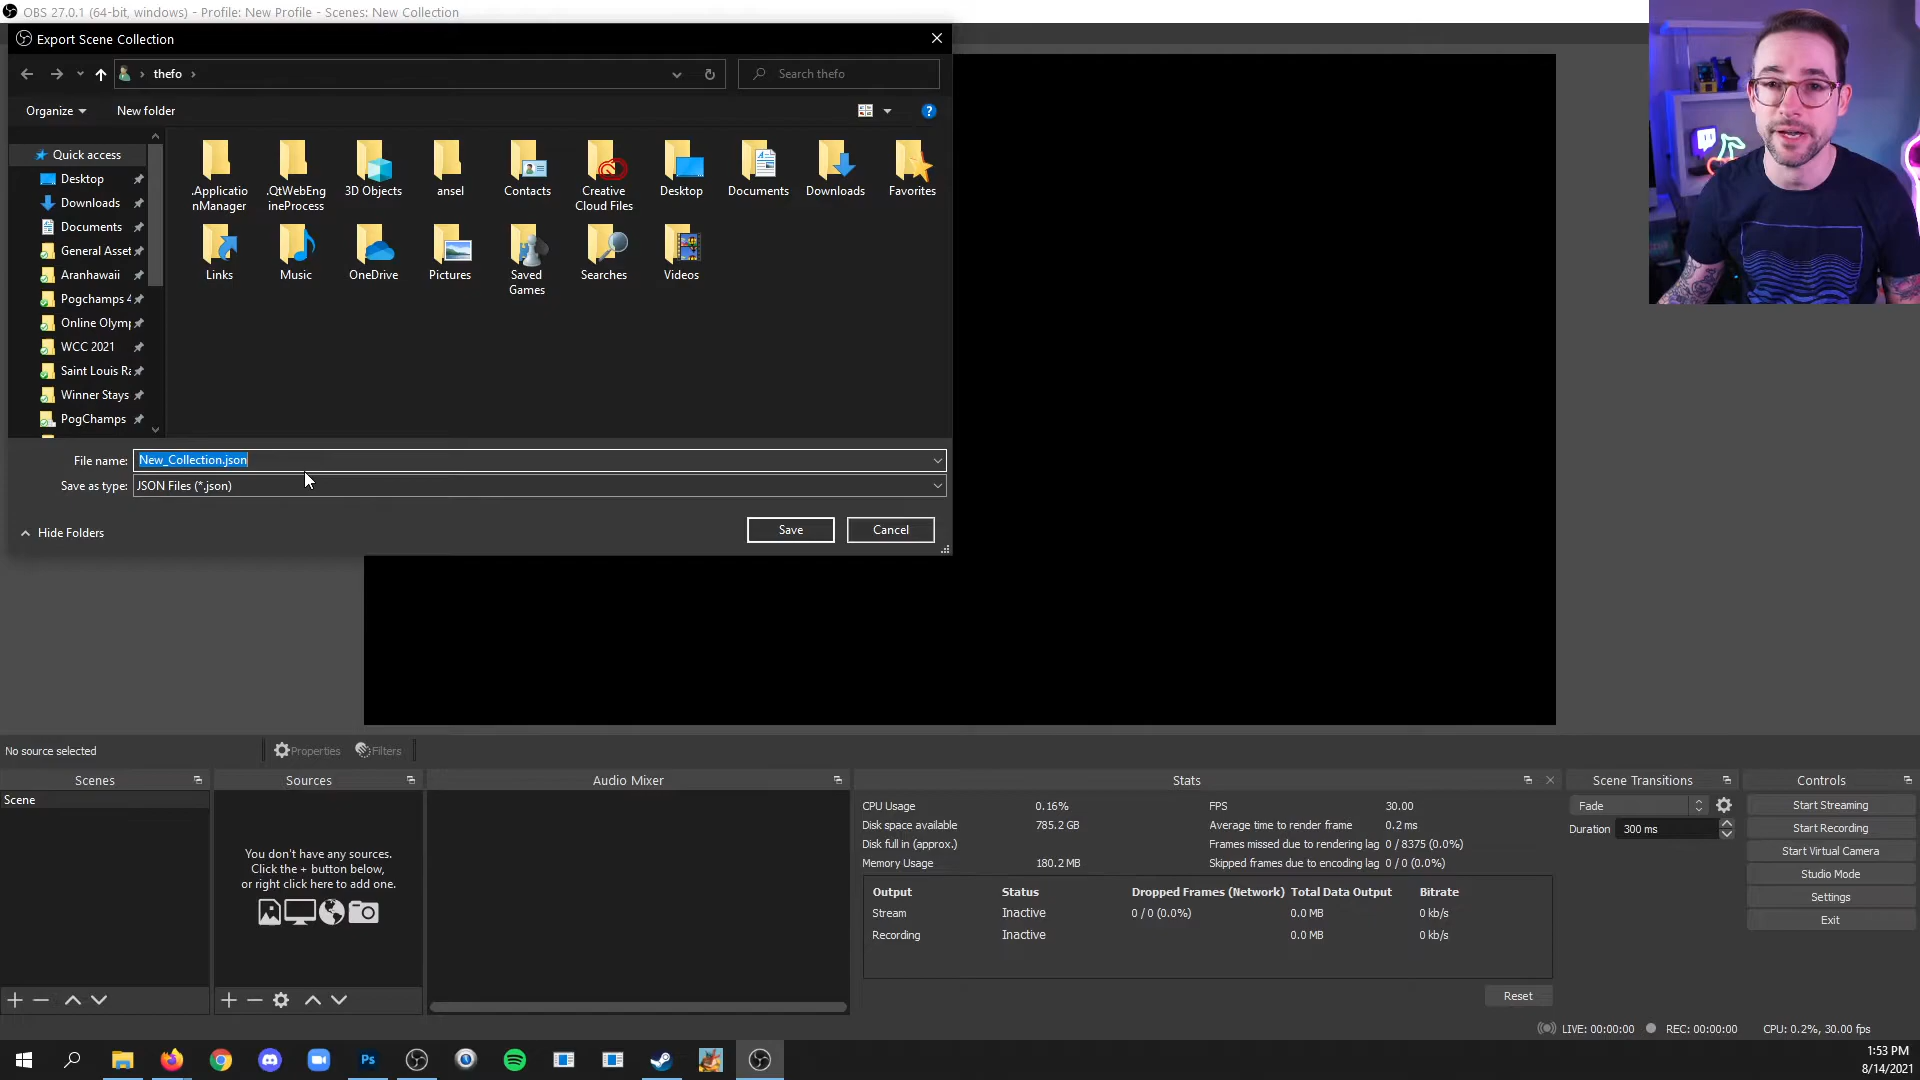 OBS 27.0.1 (64-bit, windows) - Profile: New Profile - Scenes: New Collection
Export Scene Collection
thefo
Search thefo
Organize
New folder
Quick access
Desktop
Downloads
Documents
General Asset
Aranhawaii
Pogchamps 4
Online Olymp
WCC 2021
Saint Louis Ra
Winner Stays
PogChamps
.Applicatio
nManager
.QtWebEng
ineProcess
3D Objects
ansel
Contacts
Creative
Cloud Files
Desktop
Documents
Downloads
Favorites
Links
Music
OneDrive
Pictures
Saved
Games
Searches
Videos
File name: New_Collection.json
Save as type: JSON Files (*.json)
Hide Folders
Save
Cancel
No source selected
Properties
Filters
Scenes
Scene
Sources
You don't have any sources.
Click the + button below,
or right click here to add one.
Audio Mixer
Stats
CPU Usage 0.16%
Disk space available 785.2 GB
Disk full in (approx.)
Memory Usage 180.2 MB
FPS 30.00
Average time to render frame 0.2 ms
Frames missed due to rendering lag 0 / 8375 (0.0%)
Skipped frames due to encoding lag 0 / 0 (0.0%)
Output Status Dropped Frames (Network) Total Data Output Bitrate
Stream Inactive 0 / 0 (0.0%) 0.0 MB 0 kb/s
Recording Inactive 0.0 MB 0 kb/s
Reset
Scene Transitions
Fade
Duration 300 ms
Controls
Start Streaming
Start Recording
Start Virtual Camera
Studio Mode
Settings
Exit
LIVE: 00:00:00
REC: 00:00:00
CPU: 0.2%, 30.00 fps
Ps
1:53 PM
8/14/2021